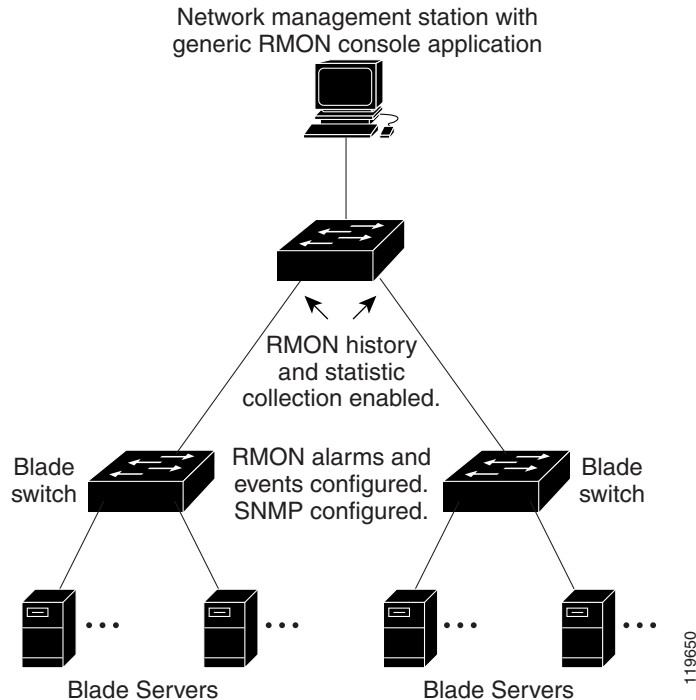 Network management station with
generic RMON console application
RMON history
and statistic
collection enabled.
Blade
switch
RMON alarms and
events configured.
SNMP configured.
Blade
switch
•••
•••
•••
•••
Blade Servers
Blade Servers
119650